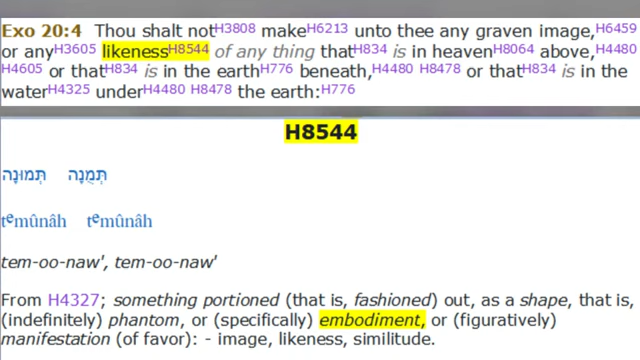 Exo 20:4 Thou shalt notH3808 makeH6213 unto thee any graven image,H6459
or anyH3605 likenessH8544 of any thing thatH834 is in heavenH8064 above,H4480
H4605 or thatH834 is in the earthH776 beneath,H4480 H8478 or thatH834 is in the
waterH4325 underH4480 H8478 the earth:H776
H8544
תְּמוּנָה תְּמֻנָה
temûnâh temûnâh
tem-oo-naw', tem-oo-naw'
From H4327; something portioned (that is, fashioned) out, as a shape, that is,
(indefinitely) phantom, or (specifically) embodiment, or (figuratively)
manifestation (of favor): - image, likeness, similitude.